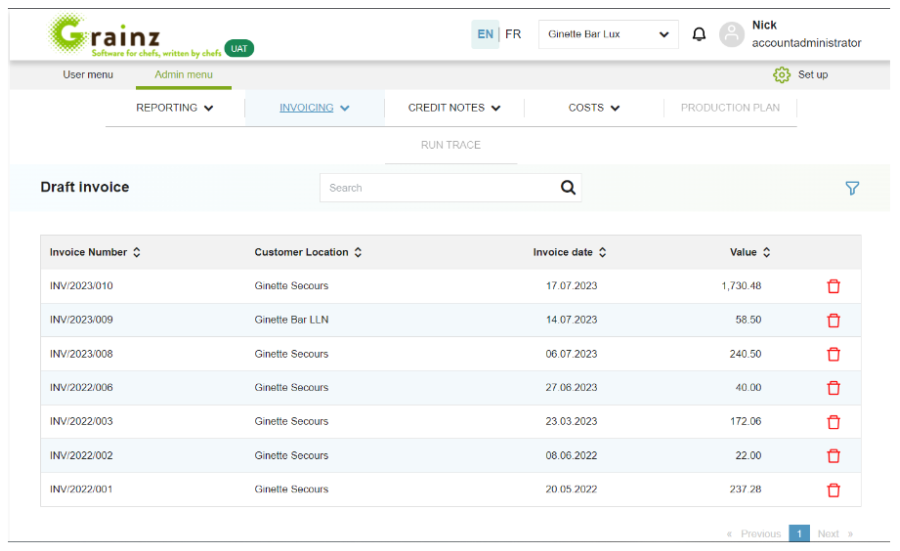 Grainz
Software for chefs, written by chefs
UAT
EN FR
Ginette Bar Lux
Nick
accountadministrator
User menu Admin menu Set up
REPORTING INVOICING CREDIT NOTES COSTS PRODUCTION PLAN
RUN TRACE
Draft invoice Search
Invoice Number Customer Location Invoice date Value
INV/2023/010 Ginette Secours 17.07.2023 1,730.48
INV/2023/009 Ginette Bar LLN 14.07.2023 58.50
INV/2023/008 Ginette Secours 06.07.2023 240.50
INV/2022/006 Ginette Secours 27.06.2023 40.00
INV/2022/003 Ginette Secours 23.03.2023 172.06
INV/2022/002 Ginette Secours 08.06.2022 22.00
INV/2022/001 Ginette Secours 20.05.2022 237.28
« Previous 1 Next »